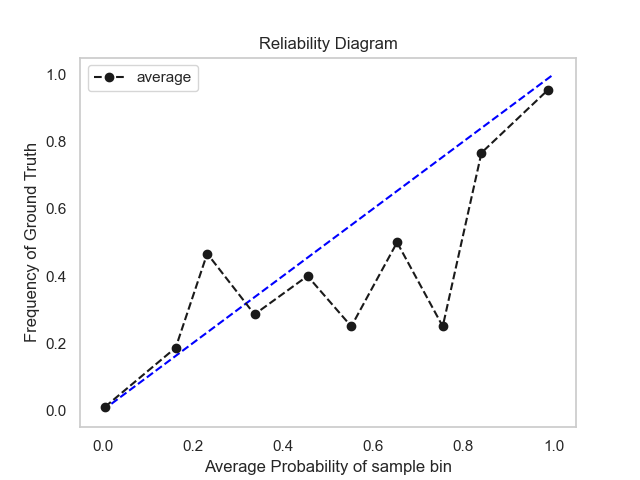 Reliability Diagram
average
Frequency of Ground Truth
1.0
0.8
0.6
0.4
0.2
0.0
0.0 0.2 0.4 0.6 0.8 1.0
Average Probability of sample bin